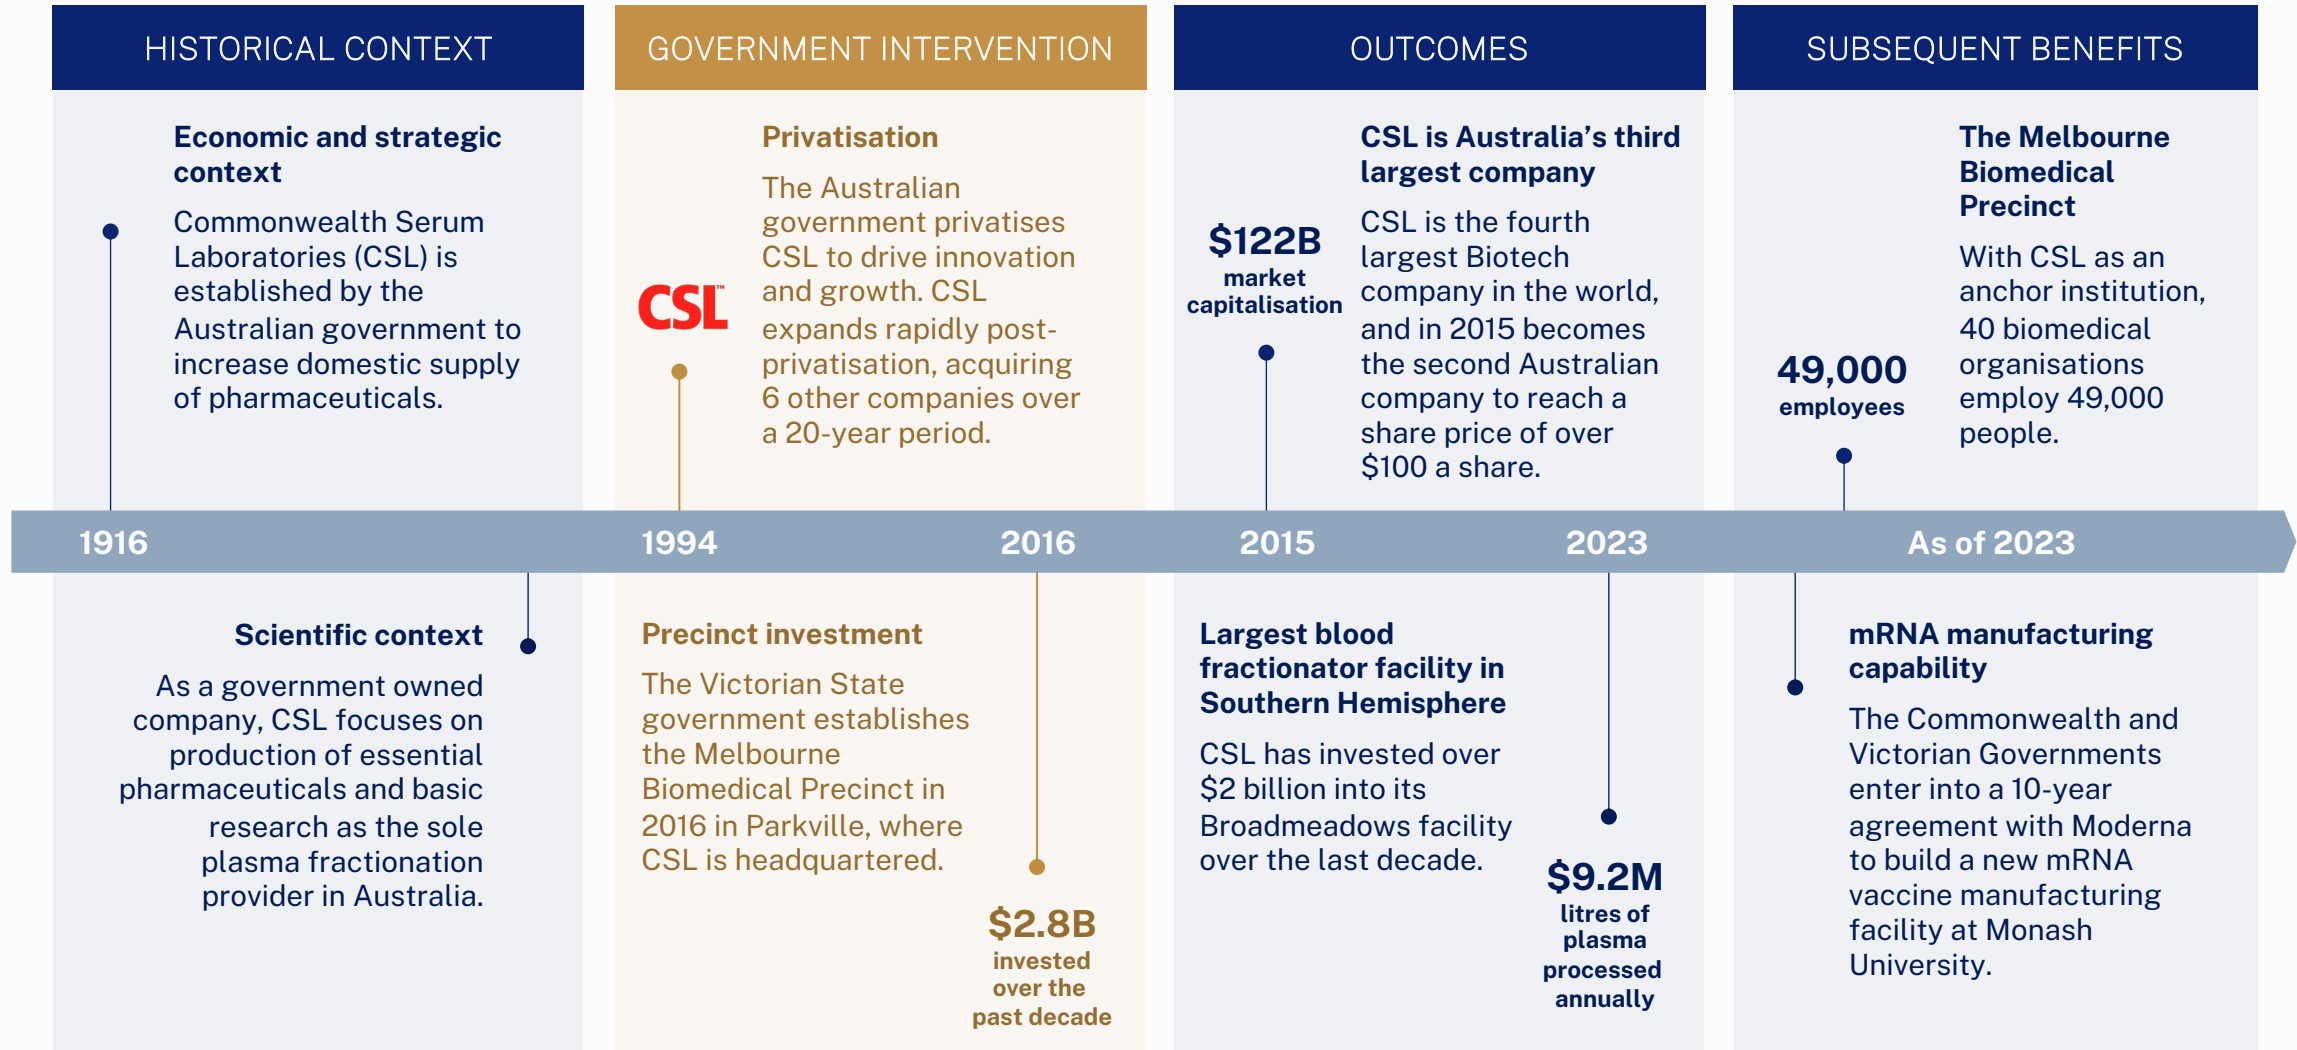 HISTORICAL CONTEXT
Economic and strategic
context
Commonwealth Serum
Laboratories (CSL) is
established by the
Australian government to
increase domestic supply
of pharmaceuticals.
GOVERNMENT INTERVENTION
Privatisation
The Australian
government privatises
CSL to drive innovation
and growth. CSL
expands rapidly post-
privatisation, acquiring
6 other companies over
a 20-year period.
CSL™
OUTCOMES
CSL is Australia’s third
largest company
CSL is the fourth
largest Biotech
company in the world,
and in 2015 becomes
the second Australian
company to reach a
share price of over
$100 a share.
$122B
market
capitalisation
SUBSEQUENT BENEFITS
The Melbourne
Biomedical
Precinct
With CSL as an
anchor institution,
40 biomedical
organisations
employ 49,000
people.
49,000
employees
1916
1994
2016
2015
2023
As of 2023
Scientific context
As a government owned
company, CSL focuses on
production of essential
pharmaceuticals and basic
research as the sole
plasma fractionation
provider in Australia.
Precinct investment
The Victorian State
government establishes
the Melbourne
Biomedical Precinct in
2016 in Parkville, where
CSL is headquartered.
$2.8B
invested
over the
past decade
Largest blood
fractionator facility in
Southern Hemisphere
CSL has invested over
$2 billion into its
Broadmeadows facility
over the last decade.
$9.2M
litres of
plasma
processed
annually
mRNA manufacturing
capability
The Commonwealth and
Victorian Governments
enter into a 10-year
agreement with Moderna
to build a new mRNA
vaccine manufacturing
facility at Monash
University.